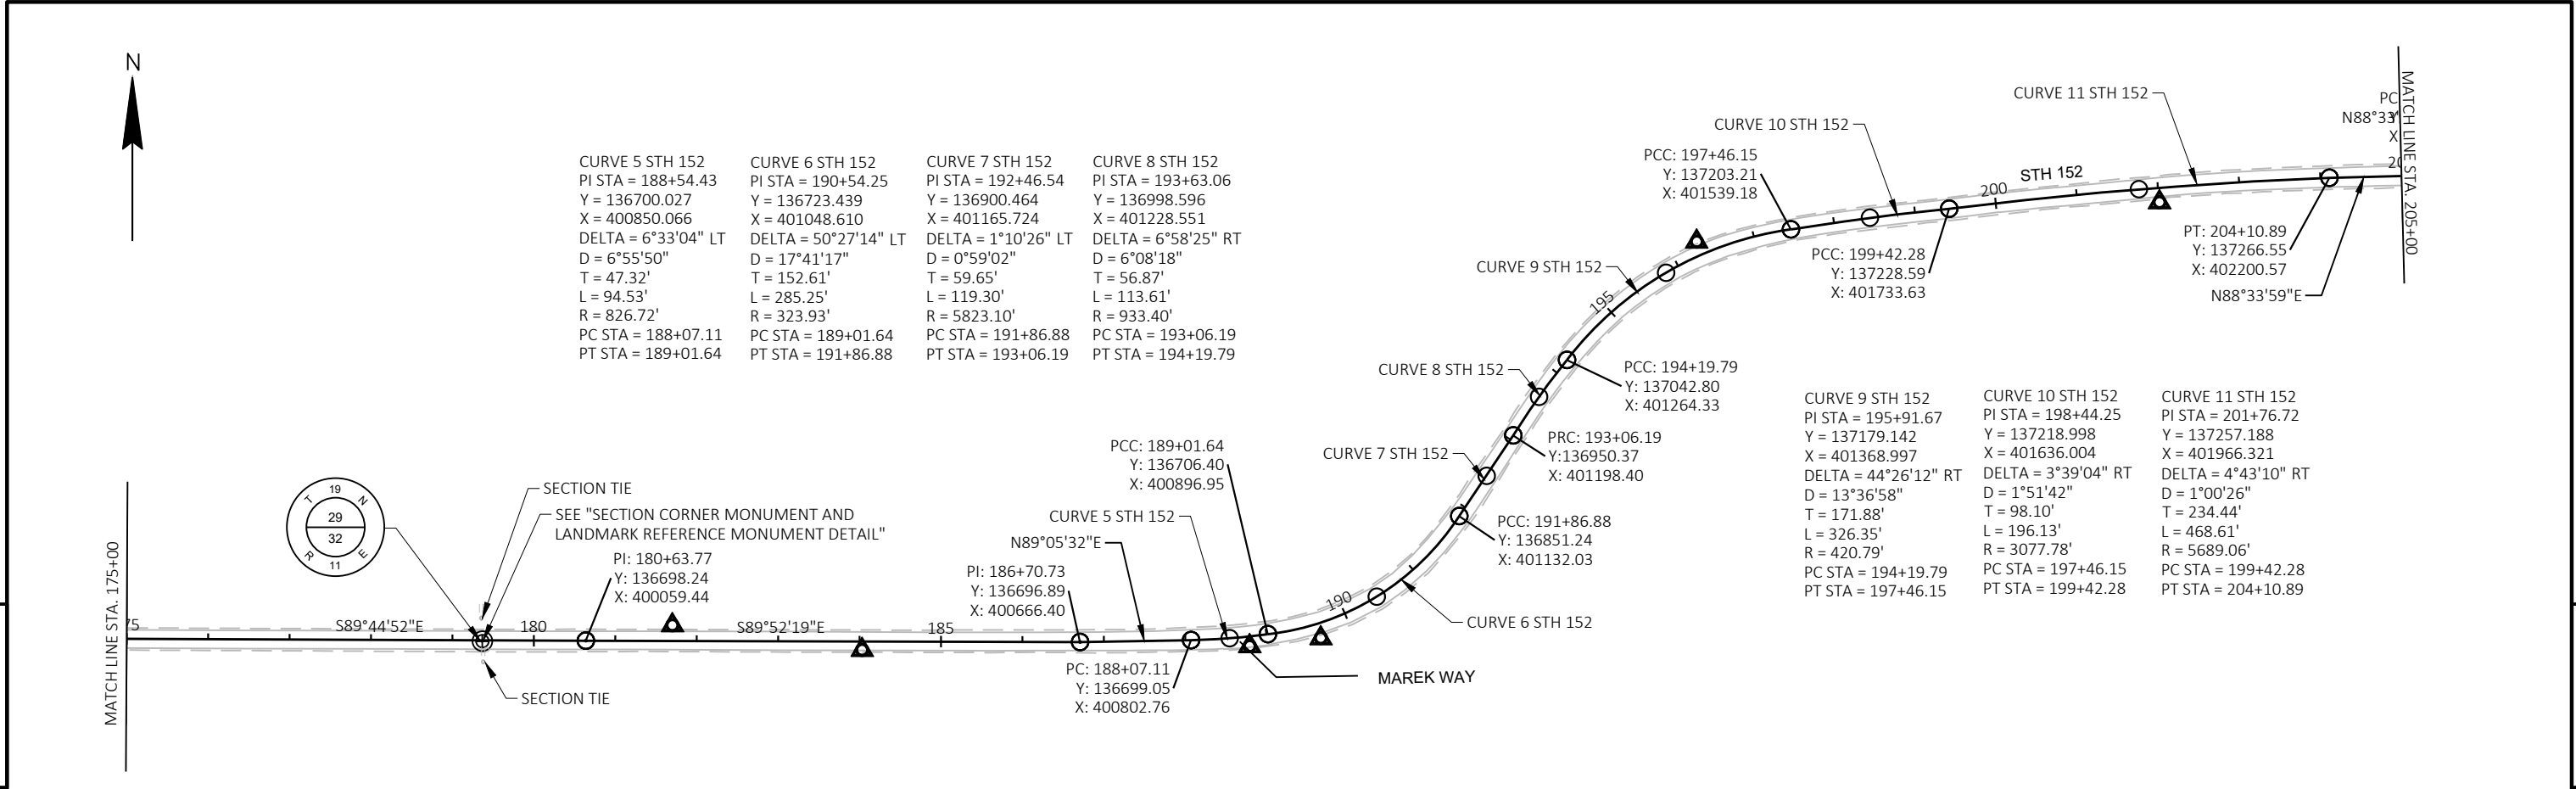 N
CURVE 5 STH 152
PI STA = 188+54.43
Y = 136700.027
X = 400850.066
DELTA = 6°33'04" LT
D = 6°55'50"
T = 47.32'
L = 94.53'
R = 826.72'
PC STA = 188+07.11
PT STA = 189+01.64
CURVE 6 STH 152
PI STA = 190+54.25
Y = 136723.439
X = 401048.610
DELTA = 50°27'14" LT
D = 17°41'17"
T = 152.61'
L = 285.25'
R = 323.93'
PC STA = 189+01.64
PT STA = 191+86.88
CURVE 7 STH 152
PI STA = 192+46.54
Y = 136900.464
X = 401165.724
DELTA = 1°10'26" LT
D = 0°59'02"
T = 59.65'
L = 119.30'
R = 5823.10'
PC STA = 191+86.88
PT STA = 193+06.19
CURVE 8 STH 152
PI STA = 193+63.06
Y = 136998.596
X = 401228.551
DELTA = 6°58'25" RT
D = 6°08'18"
T = 56.87'
L = 113.61'
R = 933.40'
PC STA = 193+06.19
PT STA = 194+19.79
CURVE 11 STH 152
CURVE 10 STH 152
PCC: 197+46.15
Y: 137203.21
X: 401539.18
STH 152
200
PC
N88°33'
Y
X
20
MATCH LINE STA. 205+00
CURVE 9 STH 152
195
PCC: 199+42.28
Y: 137228.59
X: 401733.63
PT: 204+10.89
Y: 137266.55
X: 402200.57
N88°33'59"E
CURVE 8 STH 152
PCC: 194+19.79
Y: 137042.80
X: 401264.33
CURVE 7 STH 152
PRC: 193+06.19
Y:136950.37
X: 401198.40
PCC: 191+86.88
Y: 136851.24
X: 401132.03
CURVE 9 STH 152
PI STA = 195+91.67
Y = 137179.142
X = 401368.997
DELTA = 44°26'12" RT
D = 13°36'58"
T = 171.88'
L = 326.35'
R = 420.79'
PC STA = 194+19.79
PT STA = 197+46.15
CURVE 10 STH 152
PI STA = 198+44.25
Y = 137218.998
X = 401636.004
DELTA = 3°39'04" RT
D = 1°51'42"
T = 98.10'
L = 196.13'
R = 3077.78'
PC STA = 197+46.15
PT STA = 199+42.28
CURVE 11 STH 152
PI STA = 201+76.72
Y = 137257.188
X = 401966.321
DELTA = 4°43'10" RT
D = 1°00'26"
T = 234.44'
L = 468.61'
R = 5689.06'
PC STA = 199+42.28
PT STA = 204+10.89
PCC: 189+01.64
Y: 136706.40
X: 400896.95
CURVE 5 STH 152
N89°05'32"E
PI: 186+70.73
Y: 136696.89
X: 400666.40
T 19 N
29
32
R 11 E
SECTION TIE
SEE "SECTION CORNER MONUMENT AND
LANDMARK REFERENCE MONUMENT DETAIL"
PI: 180+63.77
Y: 136698.24
X: 400059.44
MATCH LINE STA. 175+00
75
S89°44'52"E
180
S89°52'19"E
185
190
CURVE 6 STH 152
SECTION TIE
PC: 188+07.11
Y: 136699.05
X: 400802.76
MAREK WAY